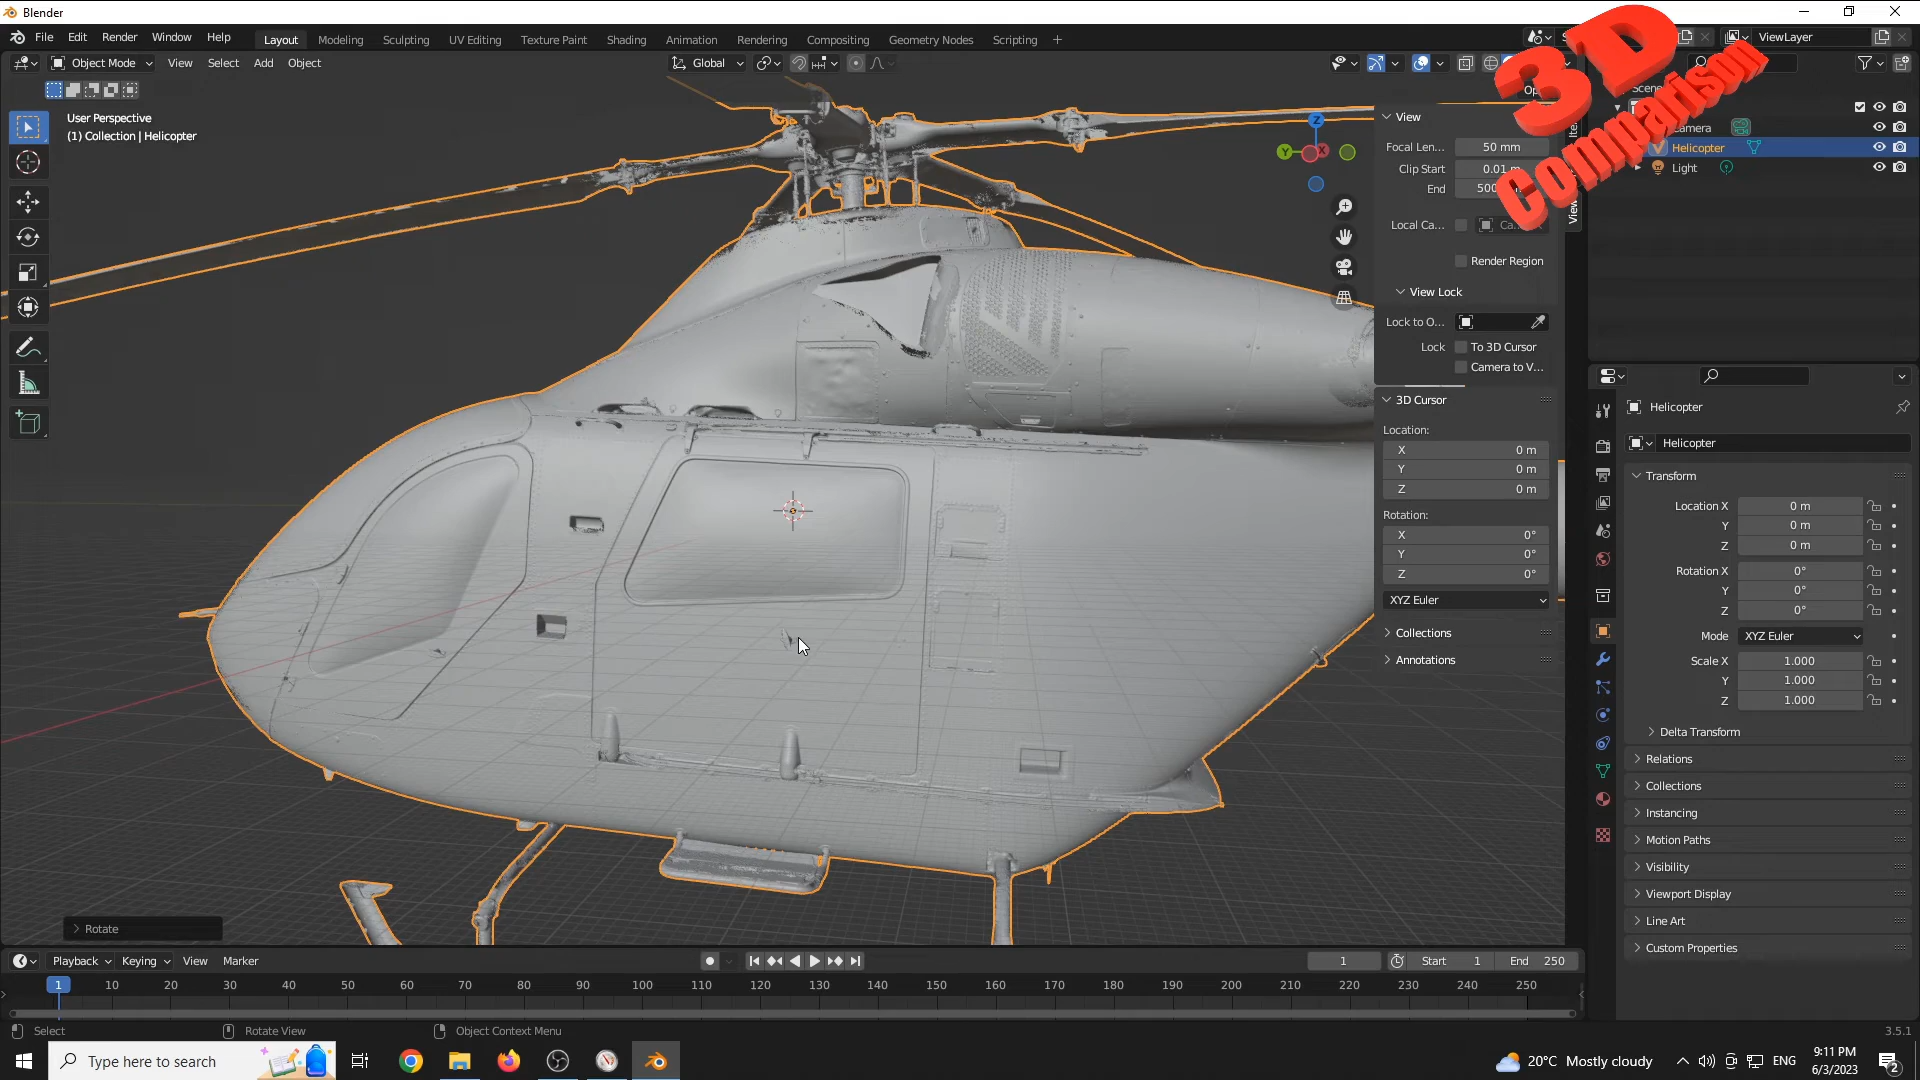 Blender
File Edit Render Window Help
Layout Modeling Sculpting UV Editing Texture Paint Shading Animation Rendering Compositing Geometry Nodes Scripting +
ViewLayer
Object Mode View Select Add Object
Global
3D
Comparison
User Perspective
(1) Collection | Helicopter
Z
Y
X
View
Focal Len... 50 mm
Clip Start 0.01 m
End
Local Ca...
Render Region
View Lock
Lock to O...
Lock To 3D Cursor
Camera to V...
3D Cursor
Location:
X 0 m
Y 0 m
Z 0 m
Rotation:
X 0°
Y 0°
Z 0°
XYZ Euler
Collections
Annotations
Helicopter
Light
Helicopter
Helicopter
Transform
Location X 0 m
Y 0 m
Z 0 m
Rotation X 0°
Y 0°
Z 0°
Mode XYZ Euler
Scale X 1.000
Y 1.000
Z 1.000
Delta Transform
Relations
Collections
Instancing
Motion Paths
Visibility
Viewport Display
Line Art
Custom Properties
Rotate
Playback Keying View Marker
1 Start 1 End 250
1 10 20 30 40 50 60 70 80 90 100 110 120 130 140 150 160 170 180 190 200 210 220 230 240 250
Select Rotate View Object Context Menu
3.5.1
Type here to search
20°C Mostly cloudy
ENG
9:11 PM
6/3/2023
2